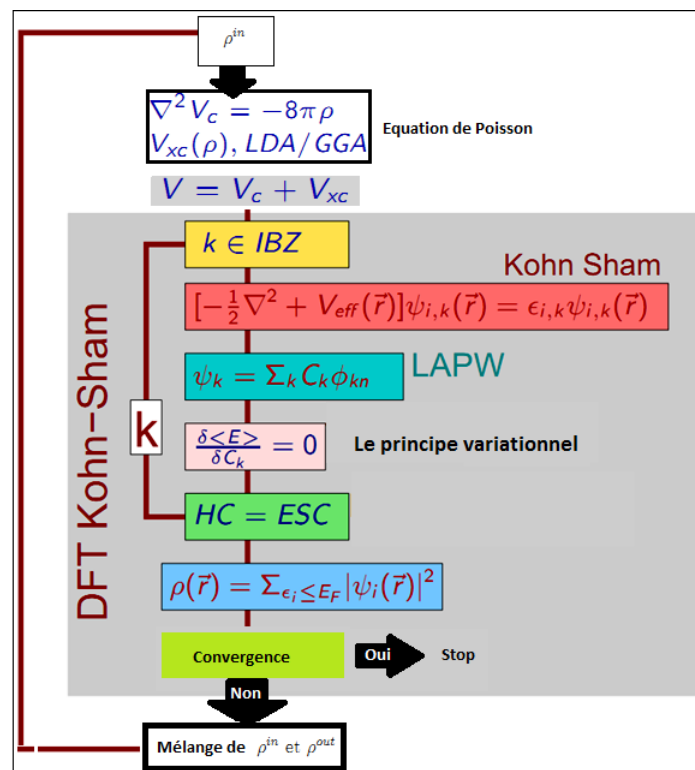 ρ^in
∇²V_c = −8πρ
V_xc(ρ), LDA/GGA
Equation de Poisson
V = V_c + V_xc
DFT Kohn−Sham
k ∈ IBZ
Kohn Sham
[−½∇² + V_eff(r⃗)]ψ_i,k(r⃗) = ϵ_i,k ψ_i,k(r⃗)
ψ_k = Σ_k C_k ϕ_kn
LAPW
k
δ<E>/δC_k = 0
Le principe variationnel
HC = ESC
ρ(r⃗) = Σ_ϵi≤E_F |ψ_i(r⃗)|²
Convergence
Oui
Stop
Non
Mélange de ρ^in et ρ^out